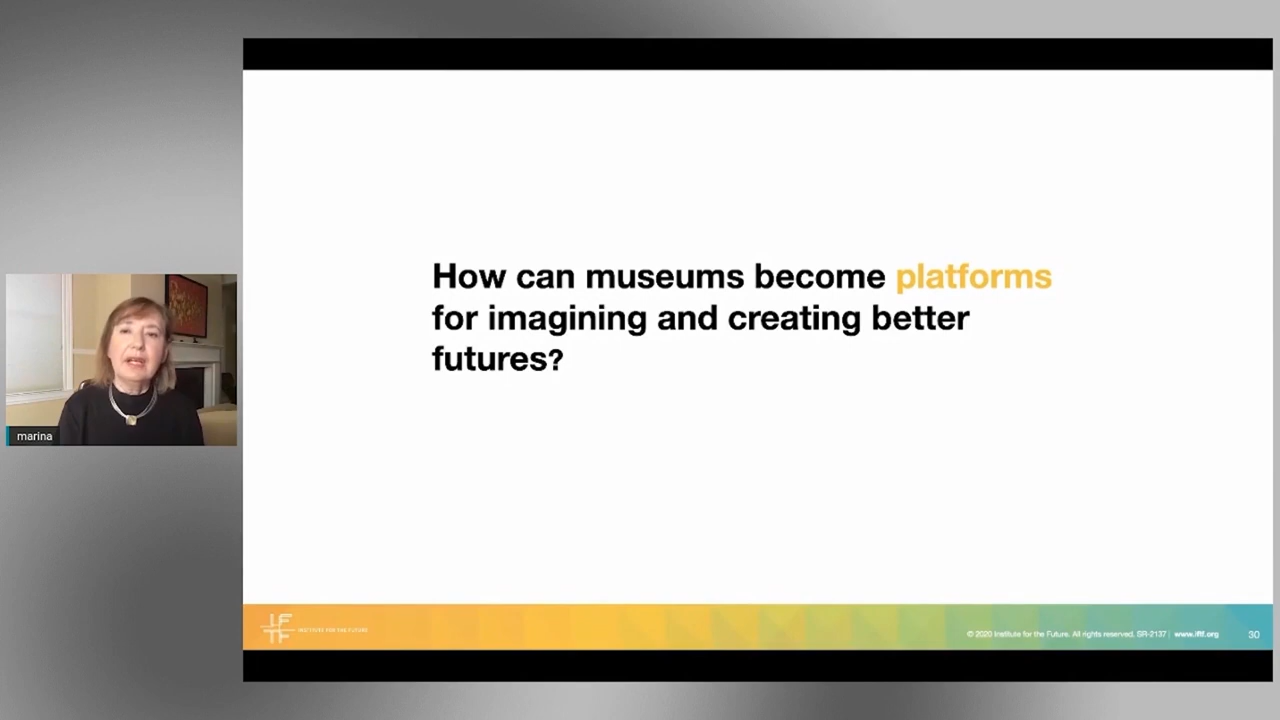 How can museums become platforms
for imagining and creating better
futures?
marina
INSTITUTE FOR THE FUTURE
© 2020 Institute for the Future. All rights reserved. SR-2137 | www.iftf.org
30